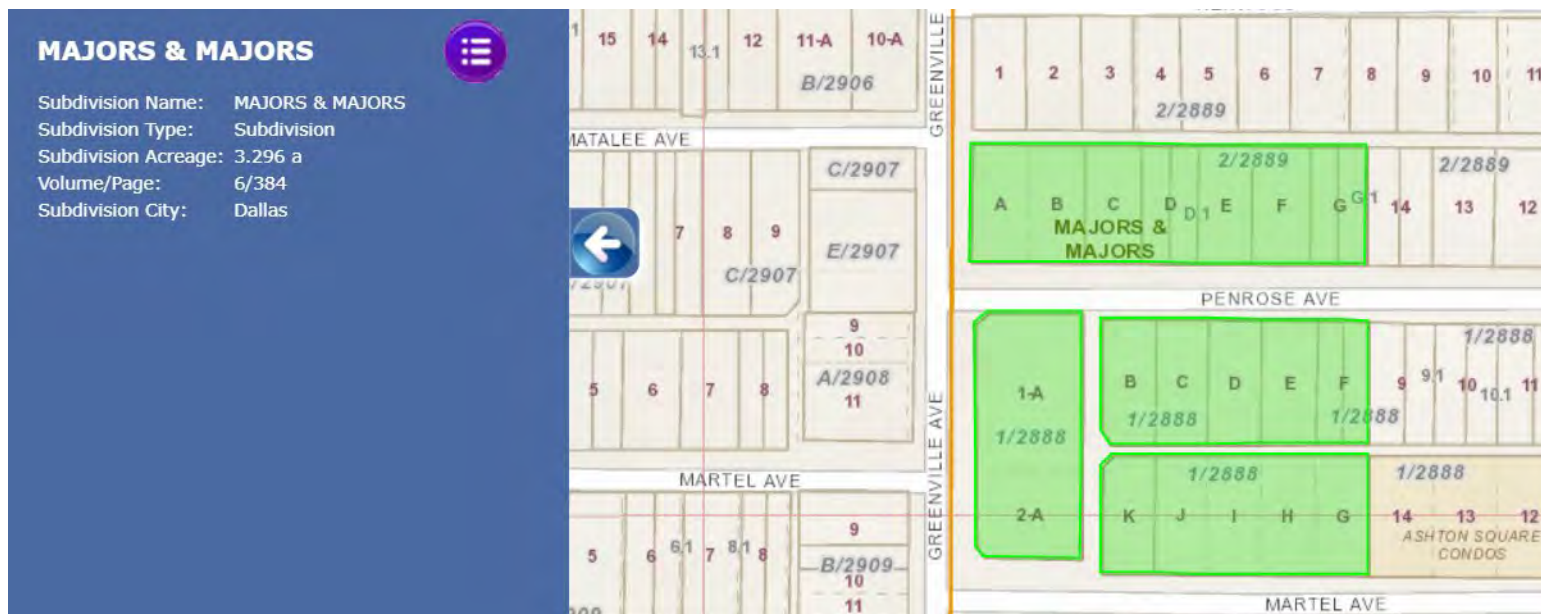 MAJORS & MAJORS
Subdivision Name: MAJORS & MAJORS
Subdivision Type: Subdivision
Subdivision Acreage: 3.296 a
Volume/Page: 6/384
Subdivision City: Dallas
15 14 13.1 12 11-A 10-A
B/2906
MATALEE AVE
C/2907
7 8 9
E/2907
C/2907
9
10
5 6 7 8
A/2908
11
MARTEL AVE
9
5 6 6.1 7 8.1 8
B/2909
10
11
GREENVILLE
GREENVILLE AVE
1 2 3 4 5 6 7 8 9 10 11
2/2889
2/2889 2/2889
A B C D D.1 E F G G.1 14 13 12
MAJORS &
MAJORS
PENROSE AVE
1/2888
B C D E F 9 9.1 10 10.1 11
1-A
1/2888 1/2888
1/2888
1/2888 1/2888
2-A K J I H G 14 13 12
ASHTON SQUARE
CONDOS
MARTEL AVE